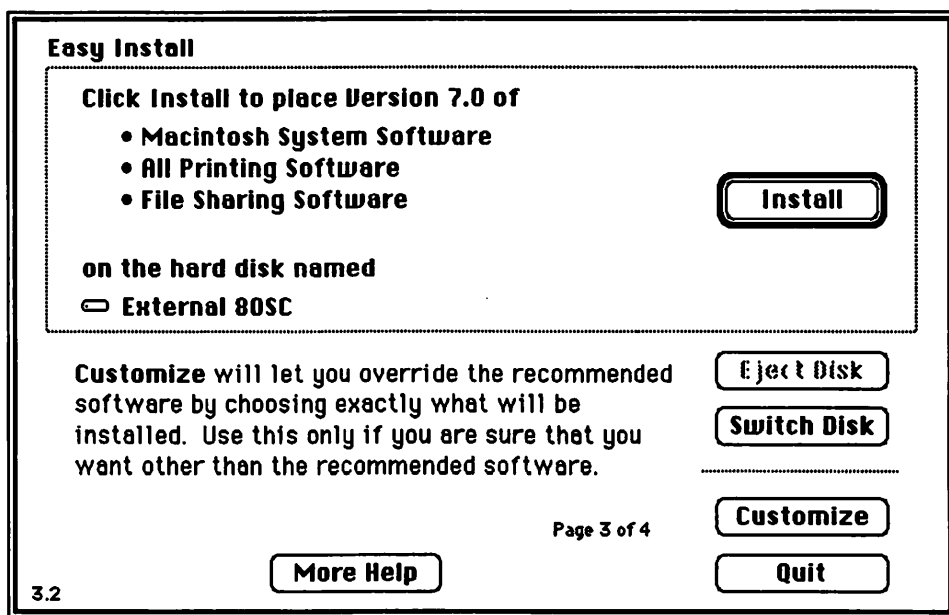 Easy Install
Click Install to place Version 7.0 of
• Macintosh System Software
• All Printing Software
• File Sharing Software
Install
on the hard disk named
External 80SC
Customize will let you override the recommended
software by choosing exactly what will be
installed. Use this only if you are sure that you
want other than the recommended software.
Eject Disk
Switch Disk
Page 3 of 4
Customize
More Help
Quit
3.2